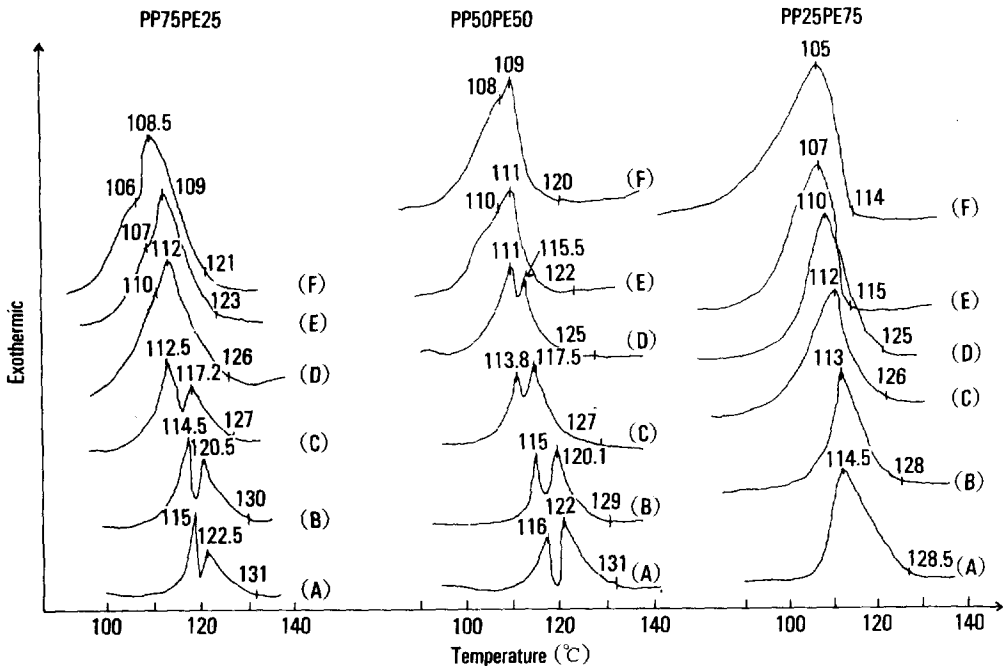 PP75PE25 PP50PE50 PP25PE75
Exothermic
108.5
106 109
121
(F)
107
123
(E)
112
110
126
(D)
112.5
117.2
127
(C)
114.5
120.5
130
(B)
115
122.5
131
(A)
109
108
120
(F)
111
110
122
(E)
111
115.5
125
(D)
113.8 117.5
127
(C)
115
120.1
129
(B)
116 122
131
(A)
105
114
(F)
107
115
(E)
110
125
(D)
112
126
(C)
113
128
(B)
114.5
128.5
(A)
100 120 140 100 120 140 100 120 140
Temperature (℃)